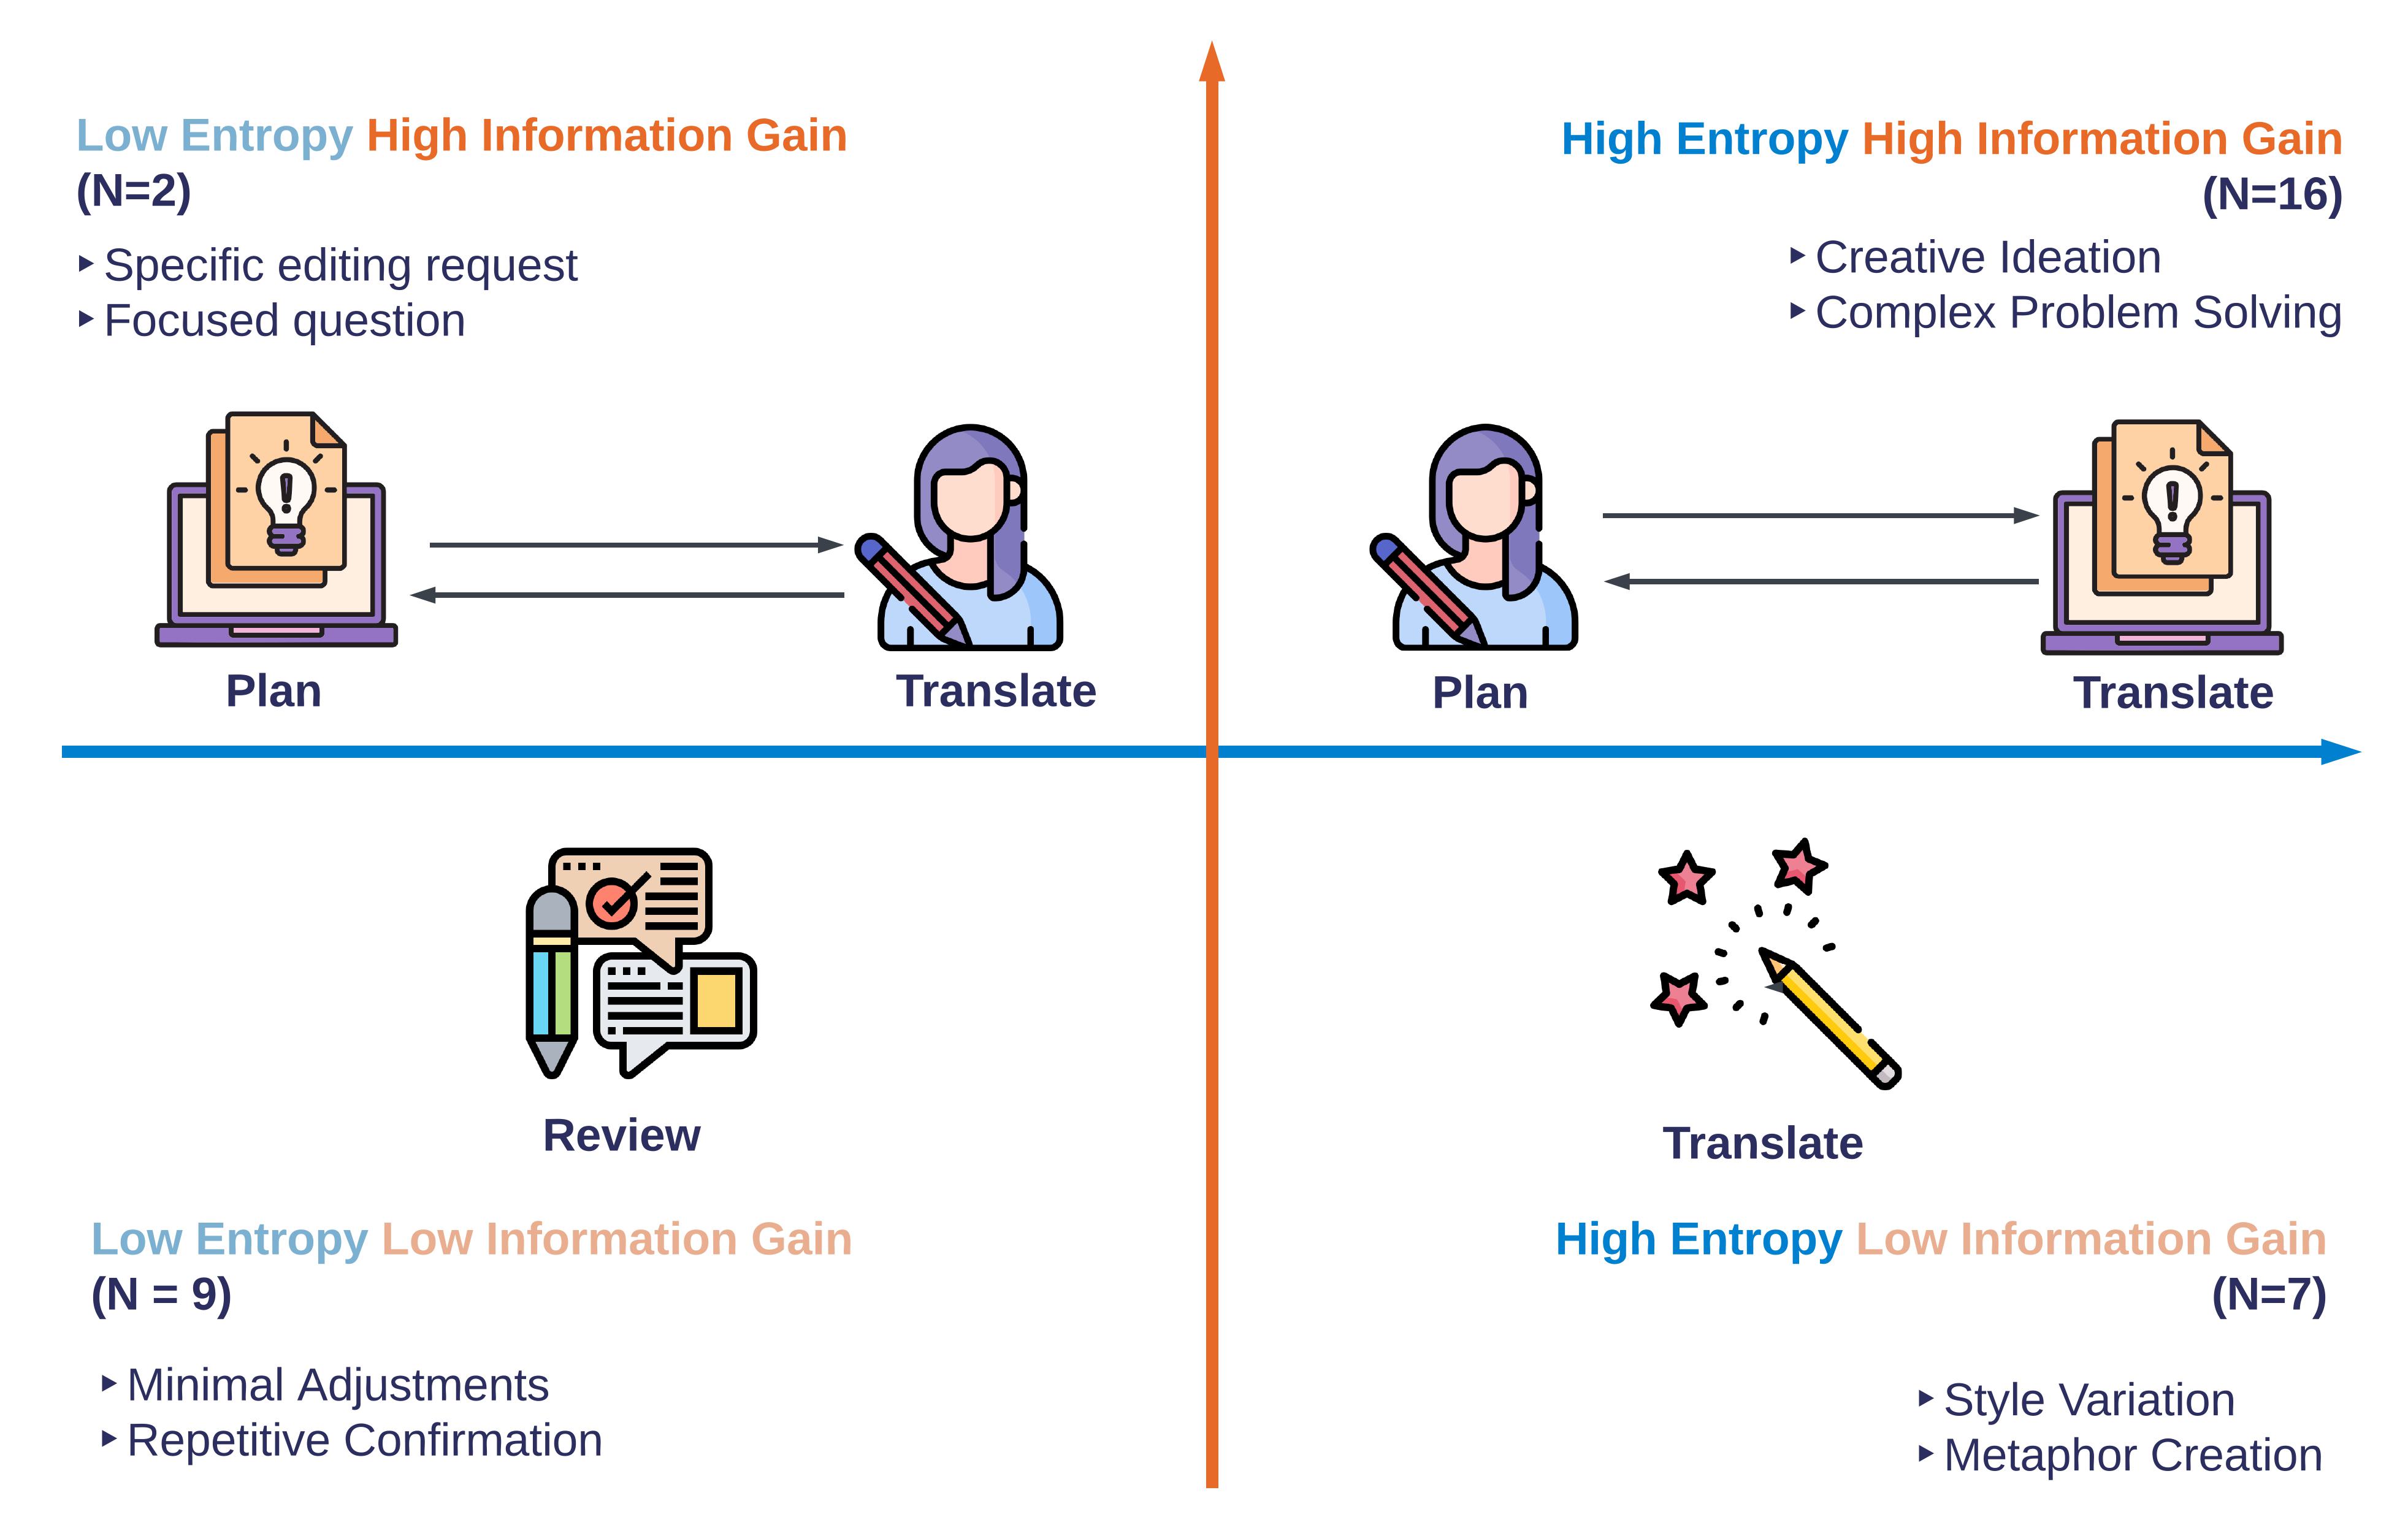 Low Entropy High Information Gain
(N=2)
‣ Specific editing request
‣ Focused question
Plan
Translate
High Entropy High Information Gain
(N=16)
‣ Creative Ideation
‣ Complex Problem Solving
Plan
Translate
Review
Low Entropy Low Information Gain
(N = 9)
‣ Minimal Adjustments
‣ Repetitive Confirmation
Translate
High Entropy Low Information Gain
(N=7)
‣ Style Variation
‣ Metaphor Creation